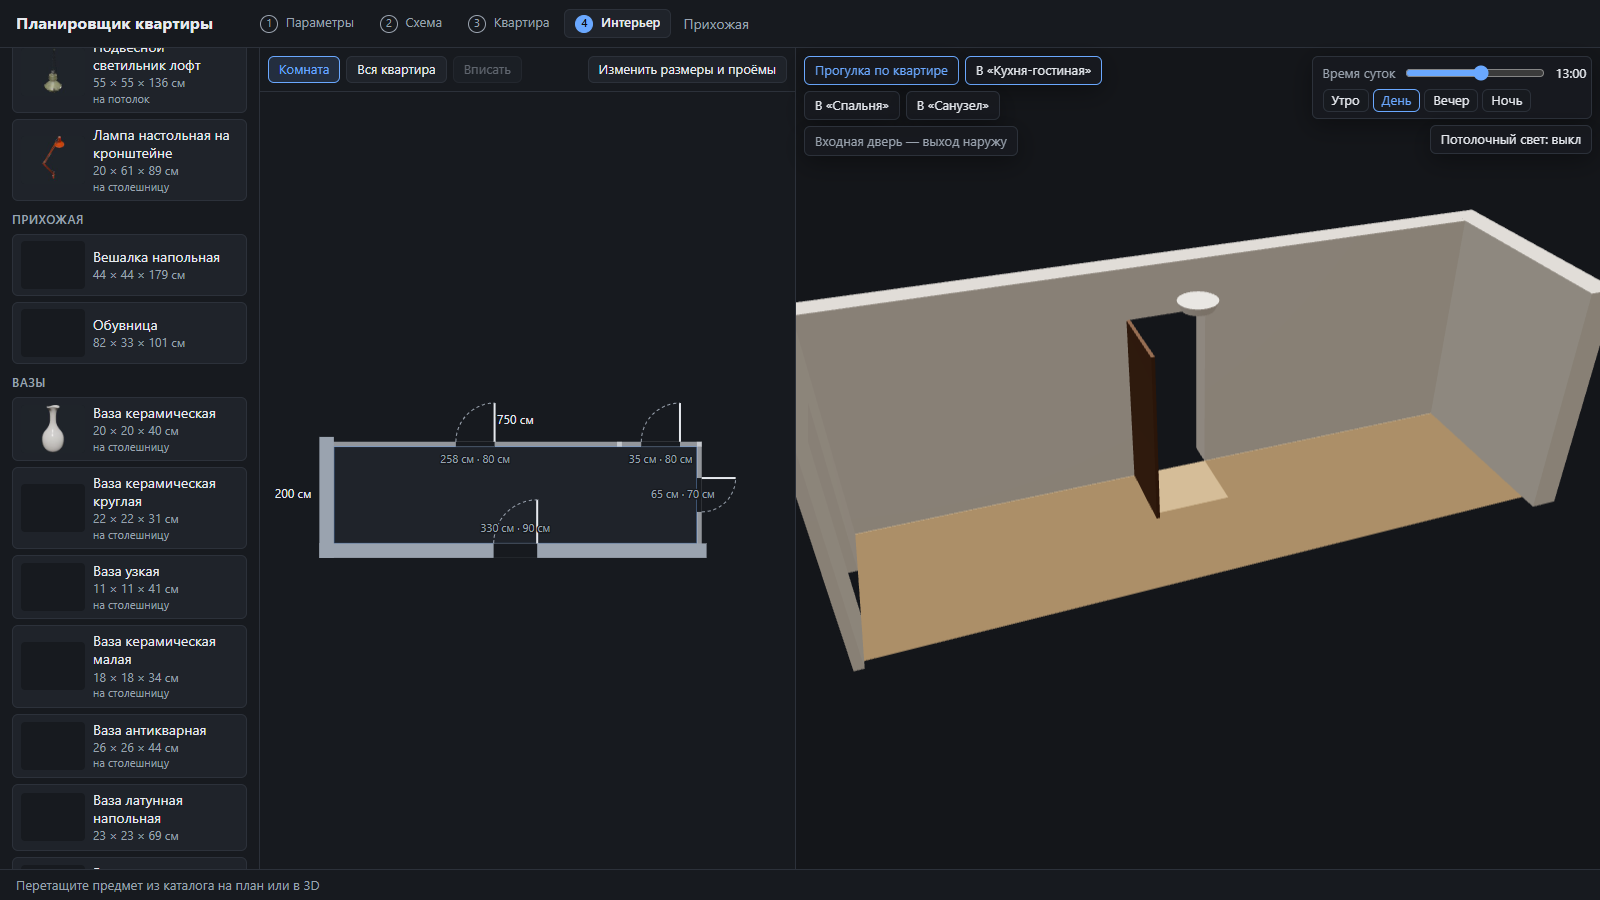 Планировщик квартиры
1 Параметры
2 Схема
3 Квартира
4 Интерьер
Прихожая
Подвесной
светильник лофт
55 × 55 × 136 см
на потолок
Лампа настольная на
кронштейне
20 × 61 × 89 см
на столешницу
ПРИХОЖАЯ
Вешалка напольная
44 × 44 × 179 см
Обувница
82 × 33 × 101 см
ВАЗЫ
Ваза керамическая
20 × 20 × 40 см
на столешницу
Ваза керамическая
круглая
22 × 22 × 31 см
на столешницу
Ваза узкая
11 × 11 × 41 см
на столешницу
Ваза керамическая
малая
18 × 18 × 34 см
на столешницу
Ваза антикварная
26 × 26 × 44 см
на столешницу
Ваза латунная
напольная
23 × 23 × 69 см
Комната
Вся квартира
Вписать
Изменить размеры и проёмы
750 см
258 см · 80 см
35 см · 80 см
200 см
65 см · 70 см
330 см · 90 см
Прогулка по квартире
В «Кухня-гостиная»
В «Спальня»
В «Санузел»
Входная дверь — выход наружу
Время суток
13:00
Утро
День
Вечер
Ночь
Потолочный свет: выкл
Перетащите предмет из каталога на план или в 3D